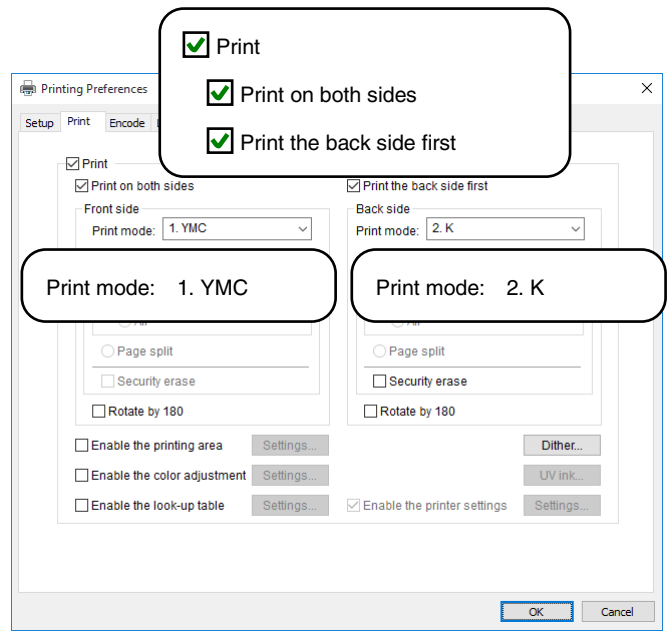 Print
Print on both sides
Print the back side first
Printing Preferences
Setup Print Encode
Print
Print on both sides
Print the back side first
Front side
Back side
Print mode: 1. YMC
Print mode: 2. K
Print mode: 1. YMC
Print mode: 2. K
Page split
Page split
Security erase
Security erase
Rotate by 180
Rotate by 180
Enable the printing area Settings...
Dither...
Enable the color adjustment Settings...
UV ink...
Enable the look-up table Settings...
Enable the printer settings Settings...
OK Cancel